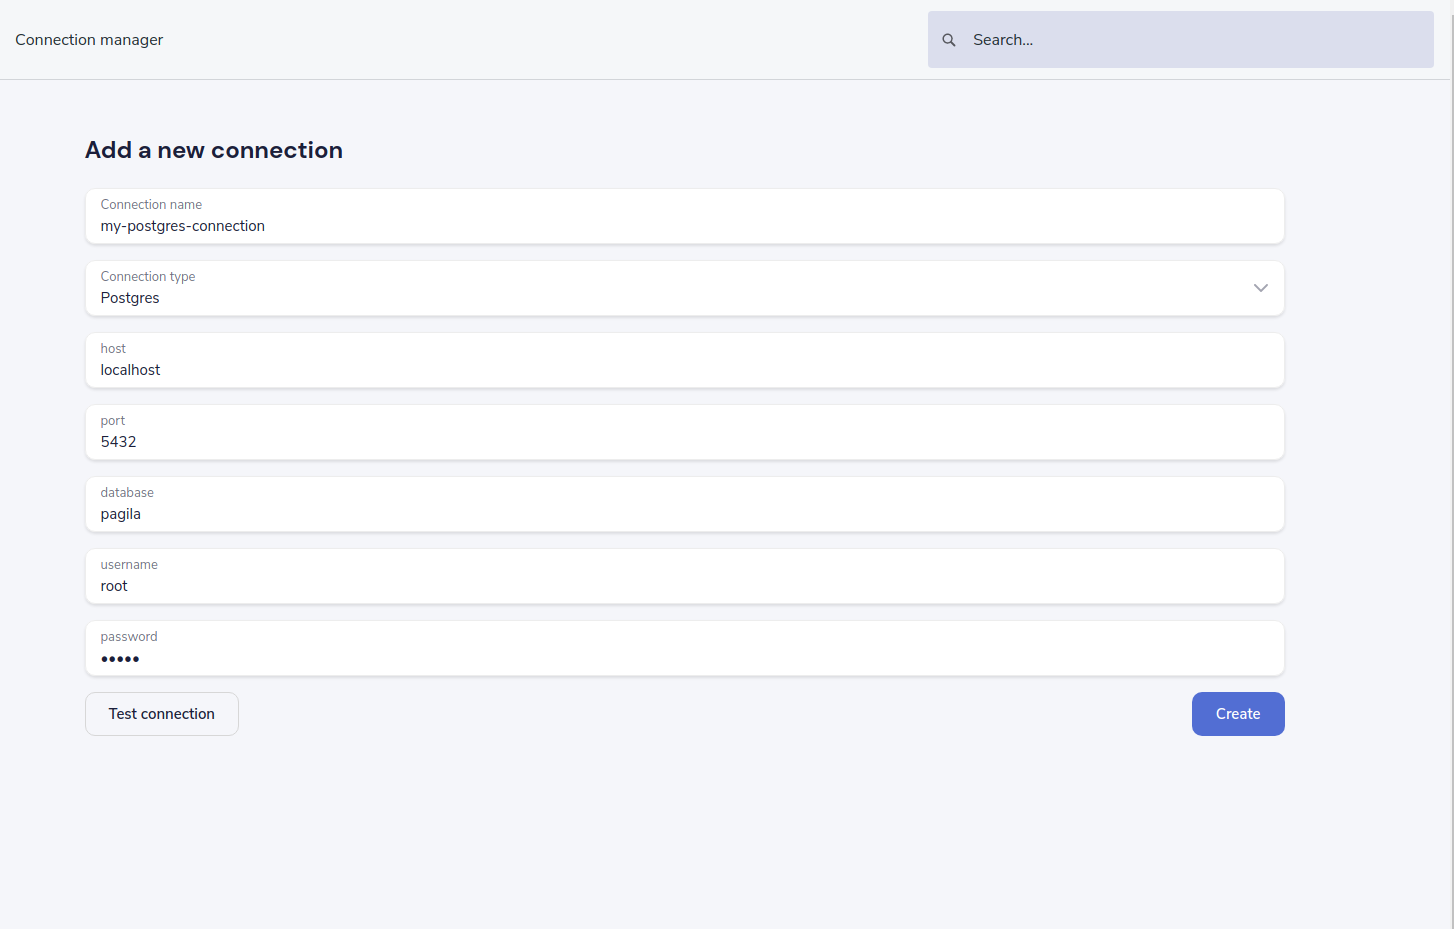 Connection manager
Search...
Add a new connection
Connection name
my-postgres-connection
Connection type
Postgres
host
localhost
port
5432
database
pagila
username
root
password
•••••
Test connection
Create